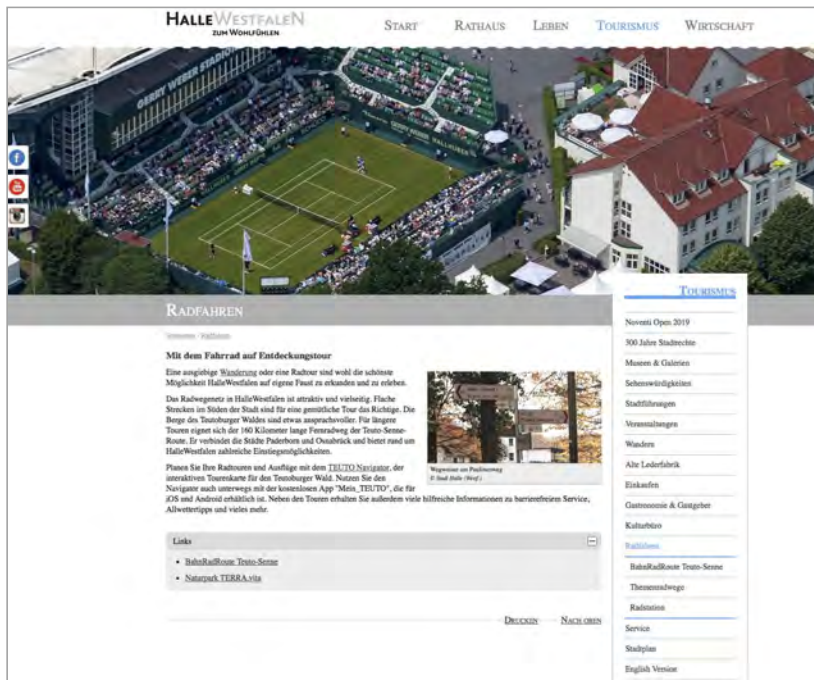 HALLEWESTFALEN
ZUM WOHLFÜHLEN
START
RATHAUS
LEBEN
TOURISMUS
WIRTSCHAFT
GERRY WEBER STADION
TOURISMUS
RADFAHREN
Mit dem Fahrrad auf Entdeckungstour
Eine ausgiebige Wanderung oder eine Radtour sind wohl die schönste
Möglichkeit HalleWestfalen auf eigene Faust zu erkunden und zu erleben.
Das Radwegenetz in HalleWestfalen ist attraktiv und vielseitig. Flache
Strecken im Süden der Stadt sind für eine gemütliche Tour das Richtige. Die
Berge des Teutoburger Waldes sind etwas anspruchsvoller. Für längere
Touren eignet sich der 160 Kilometer lange Fernradweg der Teuto-Senne-
Route. Er verbindet die Städte Paderborn und Osnabrück und bietet rund um
HalleWestfalen zahlreiche Einstiegsmöglichkeiten.
Planen Sie Ihre Radtouren und Ausflüge mit dem TEUTO Navigator, der
interaktiven Tourenkarte für den Teutoburger Wald. Nutzen Sie den
Navigator auch unterwegs mit der kostenlosen App "Mein_TEUTO", die für
iOS und Android erhältlich ist. Neben den Touren erhalten Sie außerdem viele hilfreiche Informationen zu barrierefreiem Service,
Allwettertipps und vieles mehr.
Wegweiser am Paulinenweg
© Stadt Halle (Westf.)
Links
BahnRadRoute Teuto-Senne
Naturpark TERRA.vita
DRUCKEN
NACH OBEN
Noventi Open 2019
300 Jahre Stadtrechte
Museen & Galerien
Sehenswürdigkeiten
Stadtführungen
Veranstaltungen
Wandern
Alte Lederfabrik
Einkaufen
Gastronomie & Gastgeber
Kulturbüro
Radfahren
BahnRadRoute Teuto-Senne
Themenradwege
Radstation
Service
Stadtplan
English Version